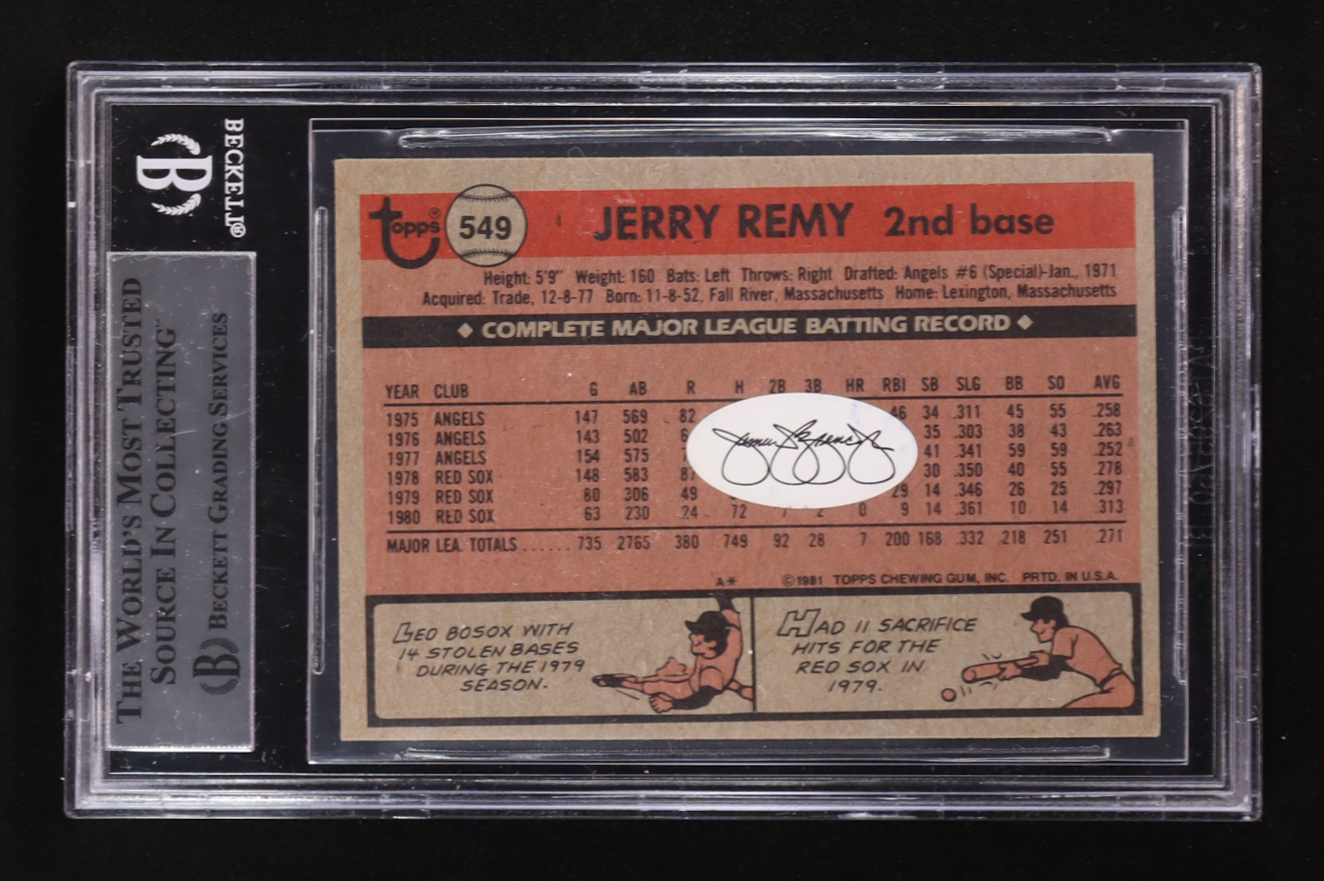 BECKETT®
B
THE WORLD'S MOST TRUSTED
SOURCE IN COLLECTING™
B BECKETT GRADING SERVICES
topps® 549 JERRY REMY 2nd base
Height: 5'9" Weight: 160 Bats: Left Throws: Right Drafted: Angels #6 (Special)-Jan., 1971
Acquired: Trade, 12-8-77 Born: 11-8-52, Fall River, Massachusetts Home: Lexington, Massachusetts
◆ COMPLETE MAJOR LEAGUE BATTING RECORD ◆
YEAR CLUB G AB R H 2B 3B HR RBI SB SLG BB SO AVG
1975 ANGELS 147 569 82 46 34 .311 45 55 .258
1976 ANGELS 143 502 35 .303 38 43 .263
1977 ANGELS 154 575 41 .341 59 59 .252
1978 RED SOX 148 583 87 30 .350 40 55 .278
1979 RED SOX 80 306 49 29 14 .346 26 25 .297
1980 RED SOX 63 230 24 72 7 2 0 9 14 .361 10 14 .313
MAJOR LEA. TOTALS ...... 735 2765 380 749 92 28 7 200 168 .332 218 251 .271
A* ©1981 TOPPS CHEWING GUM, INC. PRTD. IN U.S.A.
LED BOSOX WITH
14 STOLEN BASES
DURING THE 1979
SEASON.
HAD 11 SACRIFICE
HITS FOR THE
RED SOX IN
1979.